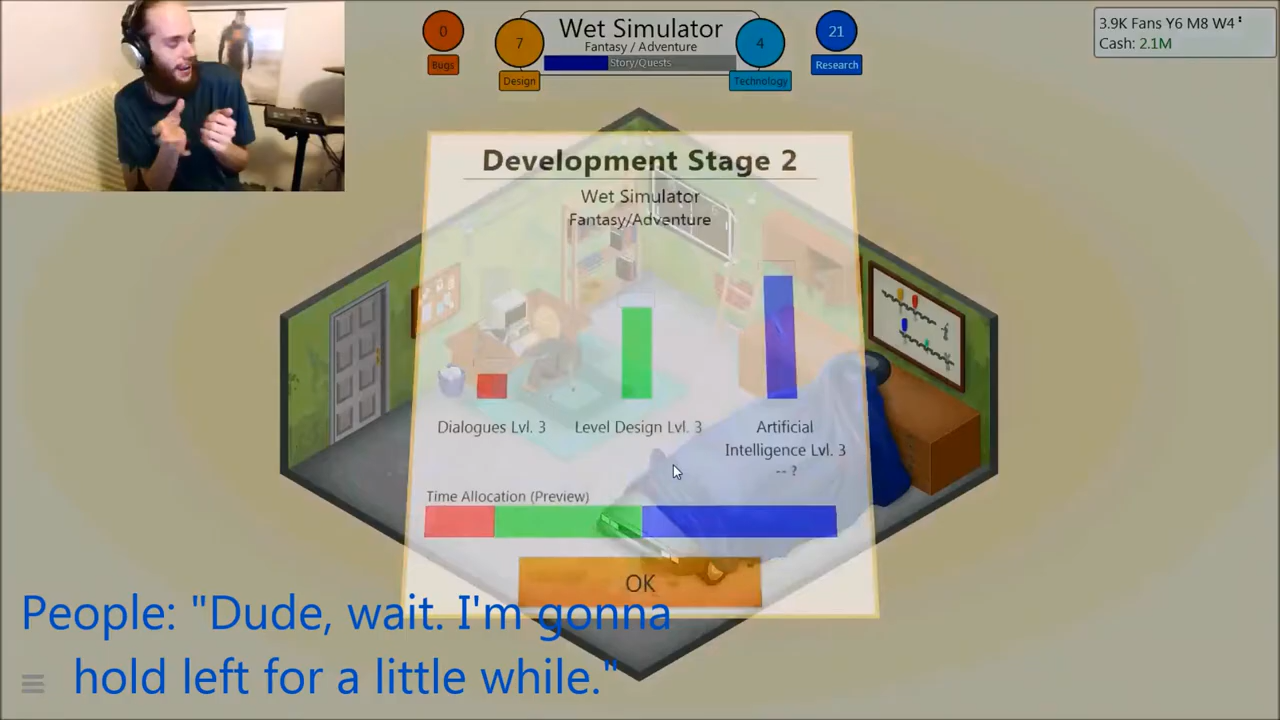 0
Bugs
7
Design
Wet Simulator
Fantasy / Adventure
Story/Quests
4
Technology
21
Research
3.9K Fans Y6 M8 W4
Cash: 2.1M
Development Stage 2
Wet Simulator
Fantasy/Adventure
Dialogues Lvl. 3
Level Design Lvl. 3
Artificial
Intelligence Lvl. 3
-- ?
Time Allocation (Preview)
OK
People: "Dude, wait. I'm gonna
hold left for a little while."